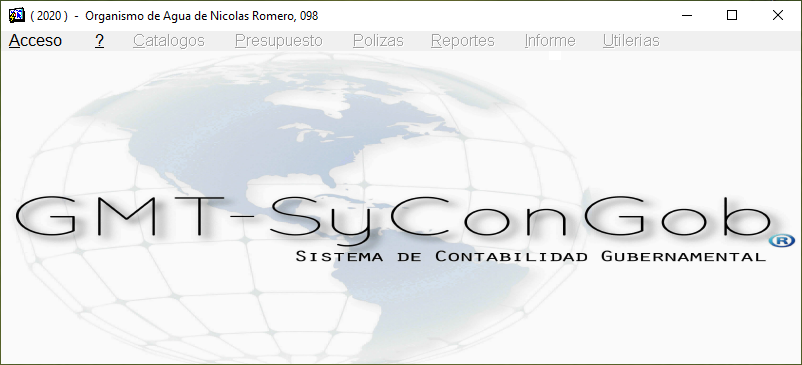 ( 2020 ) - Organismo de Agua de Nicolas Romero, 098
Acceso ? Catalogos Presupuesto Polizas Reportes Informe Utilerias
GMT-SyConGob®
Sistema de Contabilidad Gubernamental